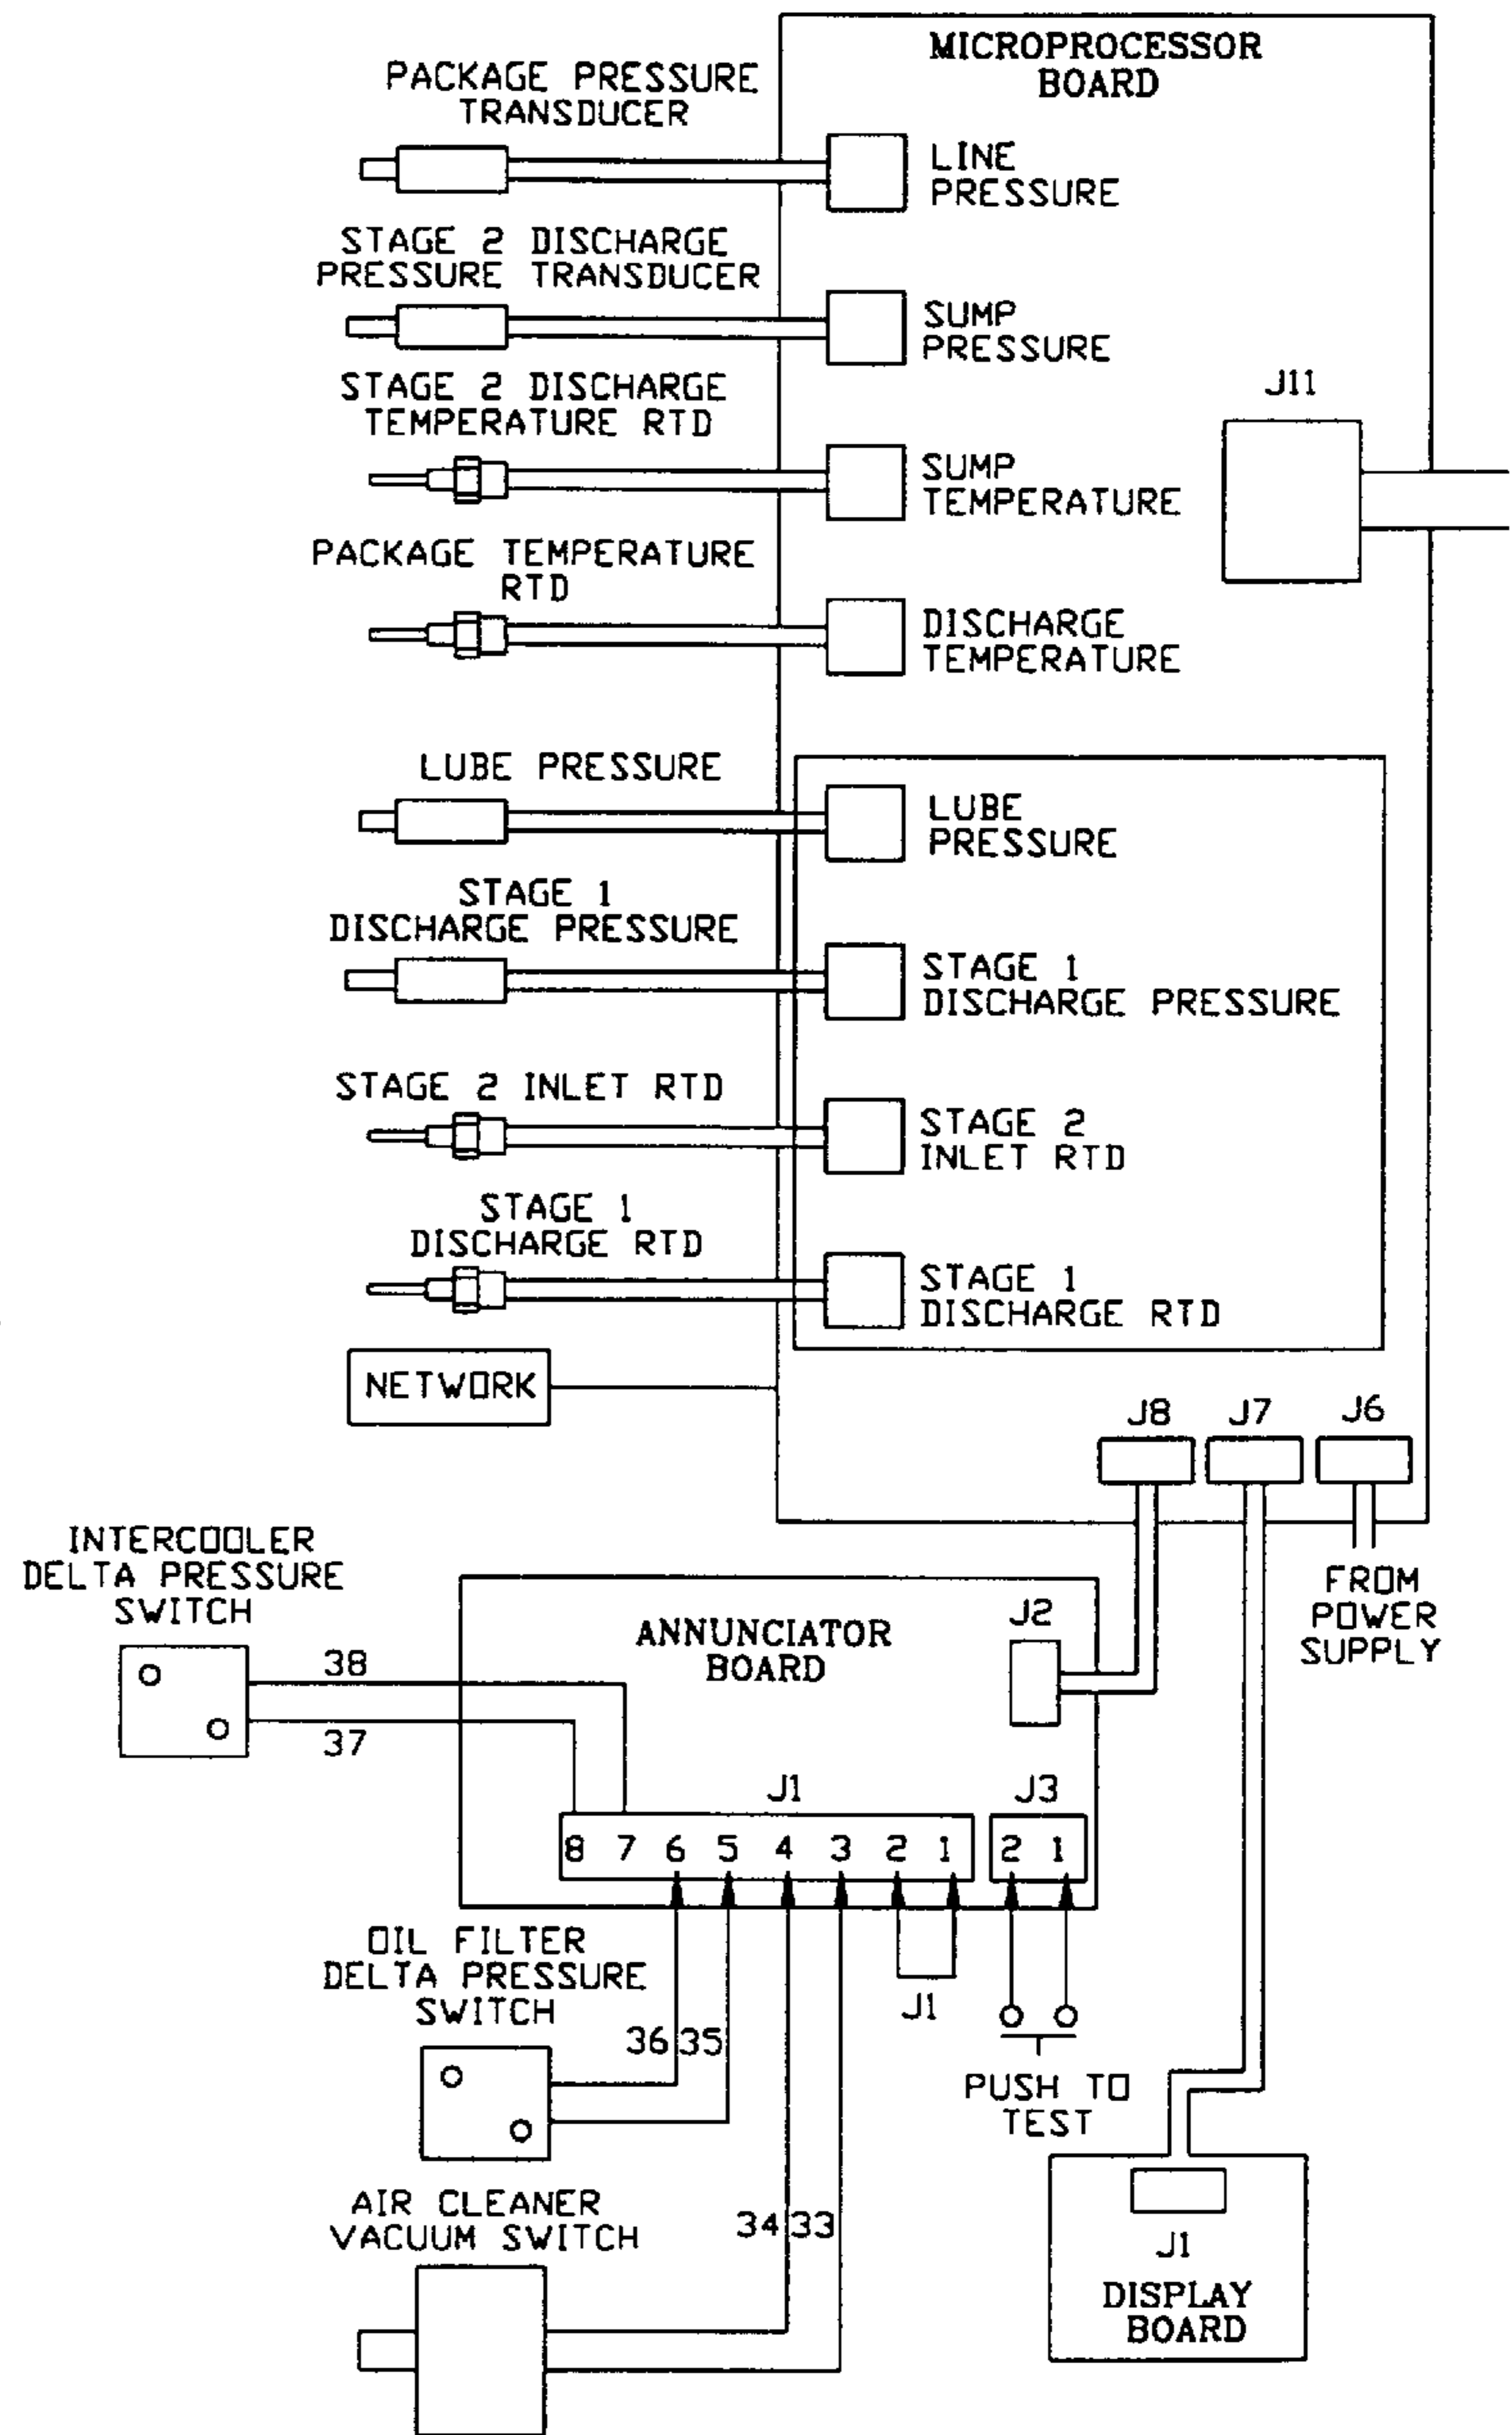 MICROPROCESSOR
BOARD
PACKAGE PRESSURE
TRANSDUCER
LINE
PRESSURE
STAGE 2 DISCHARGE
PRESSURE TRANSDUCER
SUMP
PRESSURE
STAGE 2 DISCHARGE
TEMPERATURE RTD
J11
SUMP
TEMPERATURE
PACKAGE TEMPERATURE
RTD
DISCHARGE
TEMPERATURE
LUBE PRESSURE
LUBE
PRESSURE
STAGE 1
DISCHARGE PRESSURE
STAGE 1
DISCHARGE PRESSURE
STAGE 2 INLET RTD
STAGE 2
INLET RTD
STAGE 1
DISCHARGE RTD
STAGE 1
DISCHARGE RTD
NETWORK
J8 J7 J6
FROM
POWER
SUPPLY
INTERCOOLER
DELTA PRESSURE
SWITCH
38
37
ANNUNCIATOR
BOARD
J2
J1
J3
8 7 6 5 4 3 2 1
2 1
OIL FILTER
DELTA PRESSURE
SWITCH
36 35
J1
PUSH TO
TEST
AIR CLEANER
VACUUM SWITCH
34 33
J1
DISPLAY
BOARD